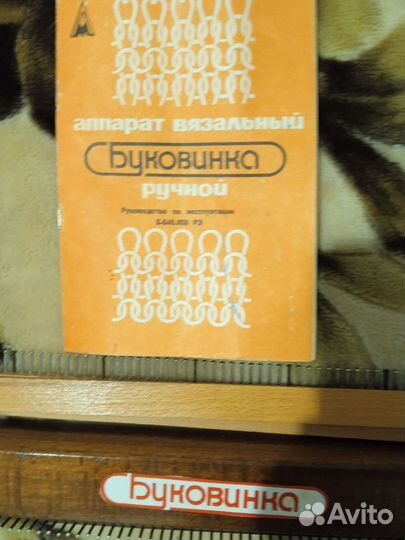 аппарат вязальный
Буковинка
ручной
Руководство по эксплуатации
Буковинка
Avito